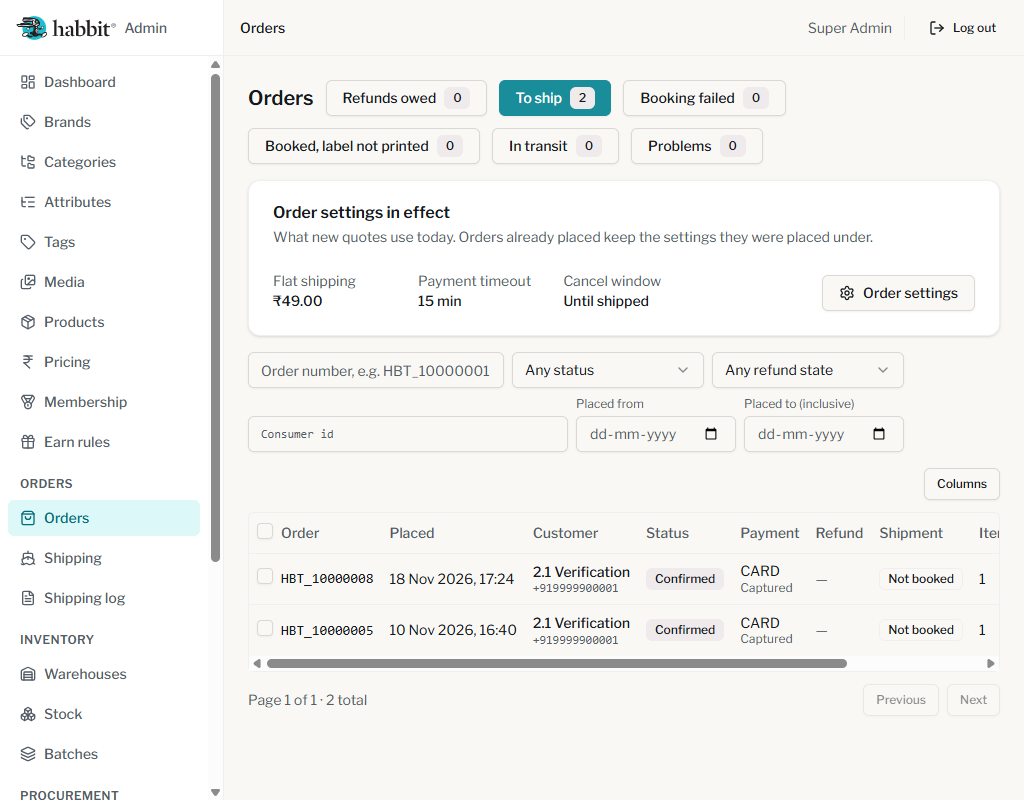 habbit® Admin
Orders
Super Admin
Log out
Dashboard
Brands
Categories
Attributes
Tags
Media
Products
Pricing
Membership
Earn rules
ORDERS
Orders
Shipping
Shipping log
INVENTORY
Warehouses
Stock
Batches
PROCUREMENT
Orders
Refunds owed 0
To ship 2
Booking failed 0
Booked, label not printed 0
In transit 0
Problems 0
Order settings in effect
What new quotes use today. Orders already placed keep the settings they were placed under.
Flat shipping Payment timeout Cancel window
₹49.00 15 min Until shipped
Order settings
Order number, e.g. HBT_10000001 Any status Any refund state
Placed from Placed to (inclusive)
Consumer id dd-mm-yyyy dd-mm-yyyy
Columns
Order Placed Customer Status Payment Refund Shipment Iter
HBT_10000008 18 Nov 2026, 17:24 2.1 Verification Confirmed CARD — Not booked 1
+919999900001 Captured
HBT_10000005 10 Nov 2026, 16:40 2.1 Verification Confirmed CARD — Not booked 1
+919999900001 Captured
Page 1 of 1 · 2 total
Previous Next